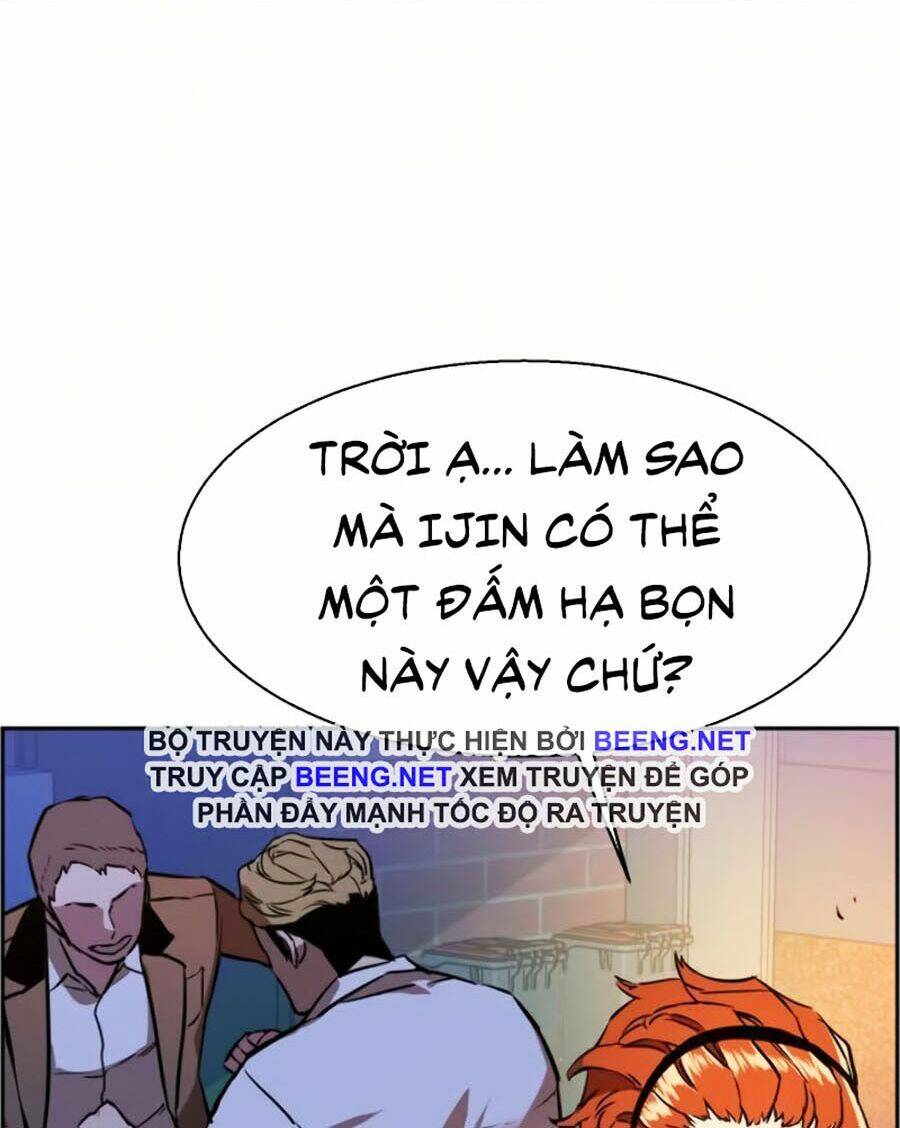 TRỜI Ạ... LÀM SAO
MÀ IJIN CÓ THỂ
MỘT ĐẤM HẠ BỌN
NÀY VẬY CHỨ?
BỘ TRUYỆN NÀY THỰC HIỆN BỞI BEENG.NET
TRUY CẬP BEENG.NET XEM TRUYỆN ĐỂ GÓP
PHẦN ĐẨY MẠNH TỐC ĐỘ RA TRUYỆN